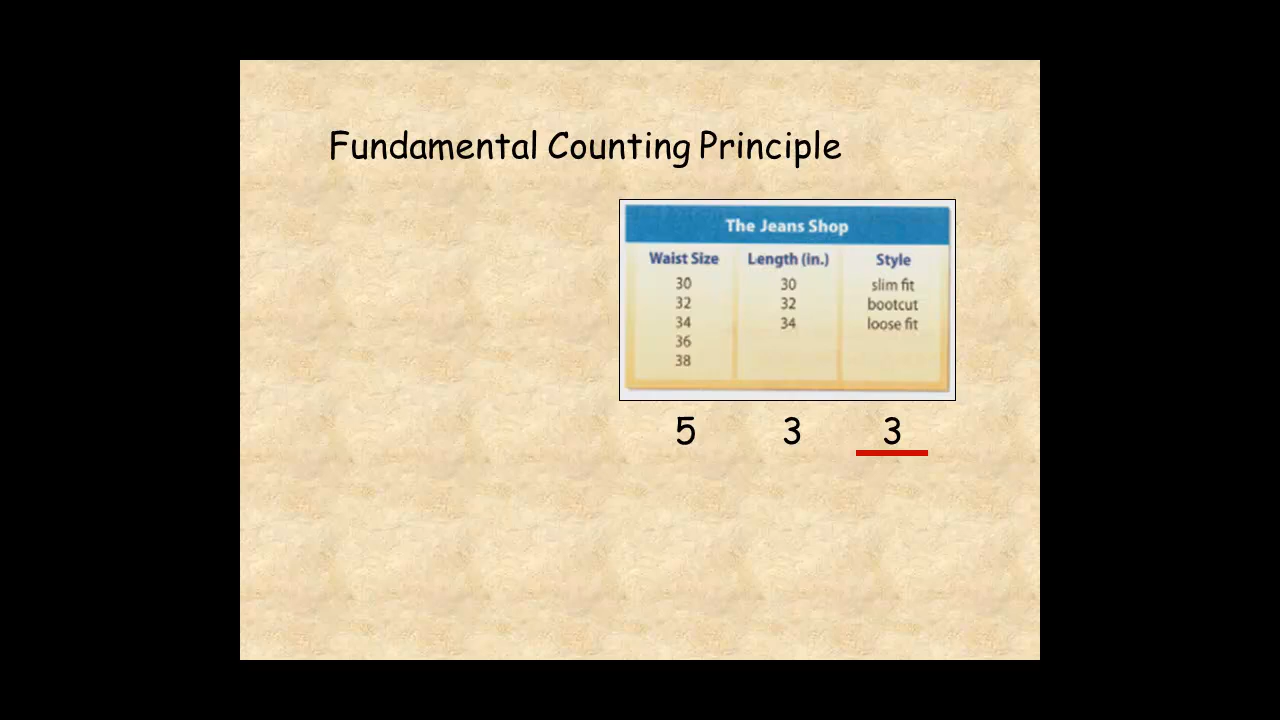 Fundamental Counting Principle
The Jeans Shop
Waist Size Length (in.) Style
30 30 slim fit
32 32 bootcut
34 34 loose fit
36
38
5 3 3